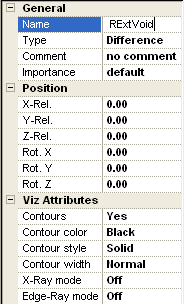 General
Name RExtVoid
Type Difference
Comment no comment
Importance default
Position
X-Rel. 0.00
Y-Rel. 0.00
Z-Rel. 0.00
Rot. X 0.00
Rot. Y 0.00
Rot. Z 0.00
Viz Attributes
Contours Yes
Contour color Black
Contour style Solid
Contour width Normal
X-Ray mode Off
Edge-Ray mode Off